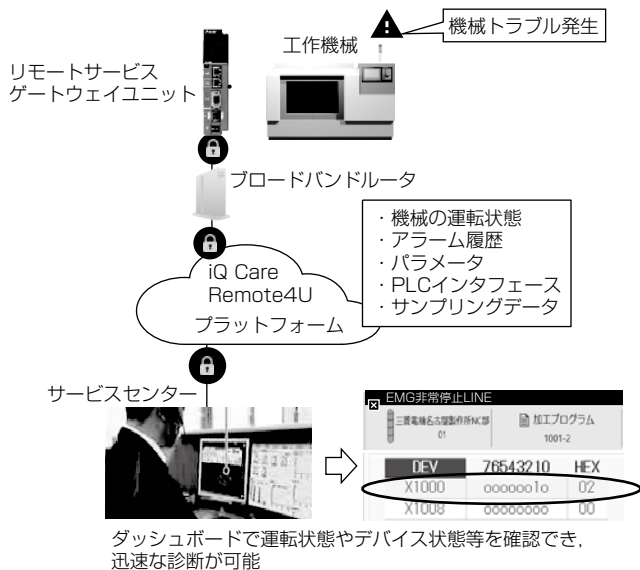 機械トラブル発生
工作機械
リモートサービス
ゲートウェイユニット
ブロードバンドルータ
iQ Care
Remote4U
プラットフォーム
・機械の運転状態
・アラーム履歴
・パラメータ
・PLCインタフェース
・サンプリングデータ
サービスセンター
EMG非常停止LINE
三菱電機名古屋製作所NC部
01
加工プログラム
1001-2
DEV 76543210 HEX
X1000 oooooo1o 02
X1008 oooooooo 00
ダッシュボードで運転状態やデバイス状態等を確認でき，
迅速な診断が可能